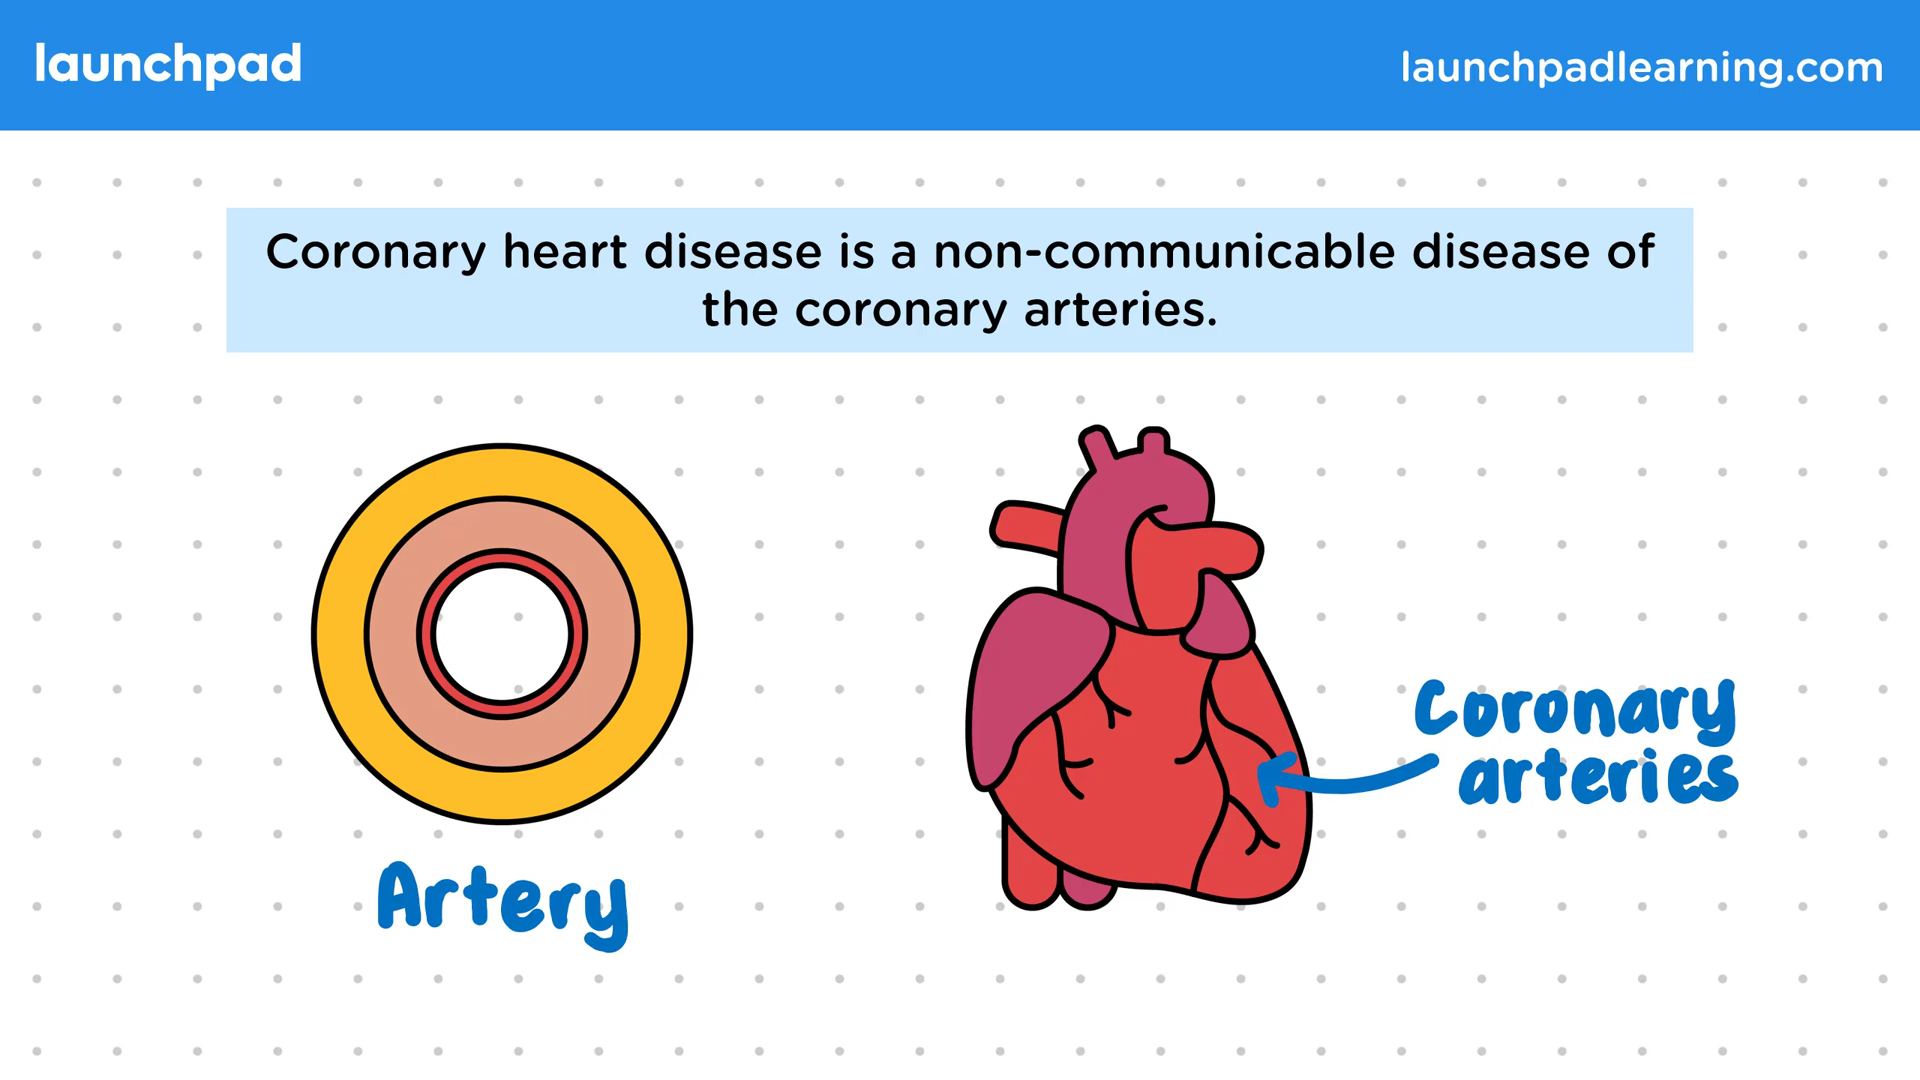 launchpad
launchpadlearning.com
Coronary heart disease is a non-communicable disease of
the coronary arteries.
Artery
Coronary
arteries